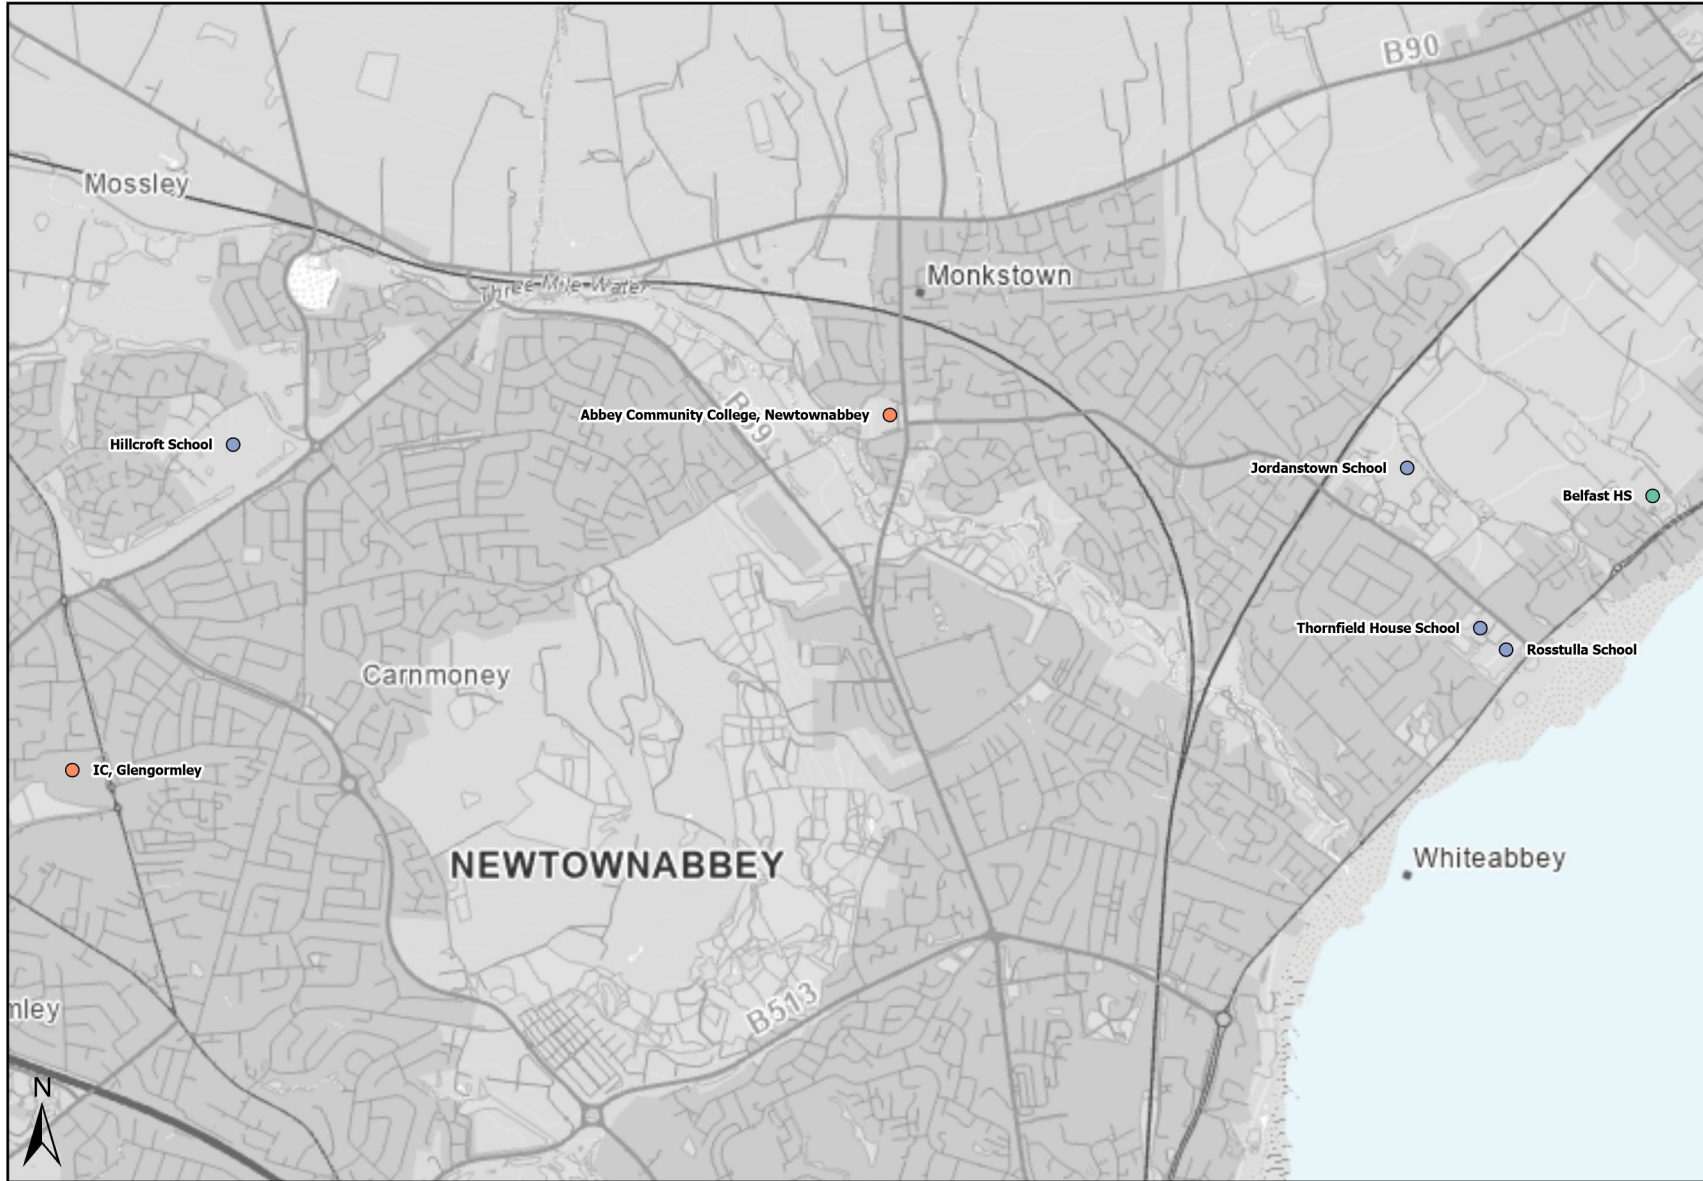 B90
Mossley
Monkstown
Three Mile Water
B59
Abbey Community College, Newtownabbey
Hillcroft School
Jordanstown School
Belfast HS
Thornfield House School
Rosstulla School
Carnmoney
IC, Glengormley
NEWTOWNABBEY
Whiteabbey
B513
mley
N